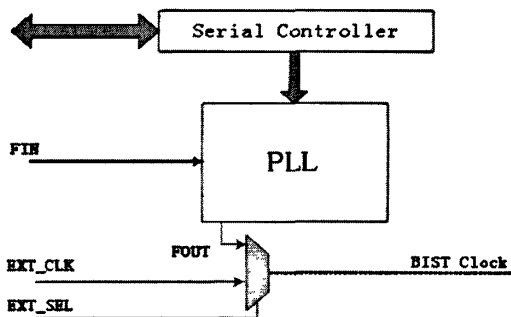 Serial Controller
PLL
FIN
FOUT
EXT_CLK
BIST Clock
EXT_SEL